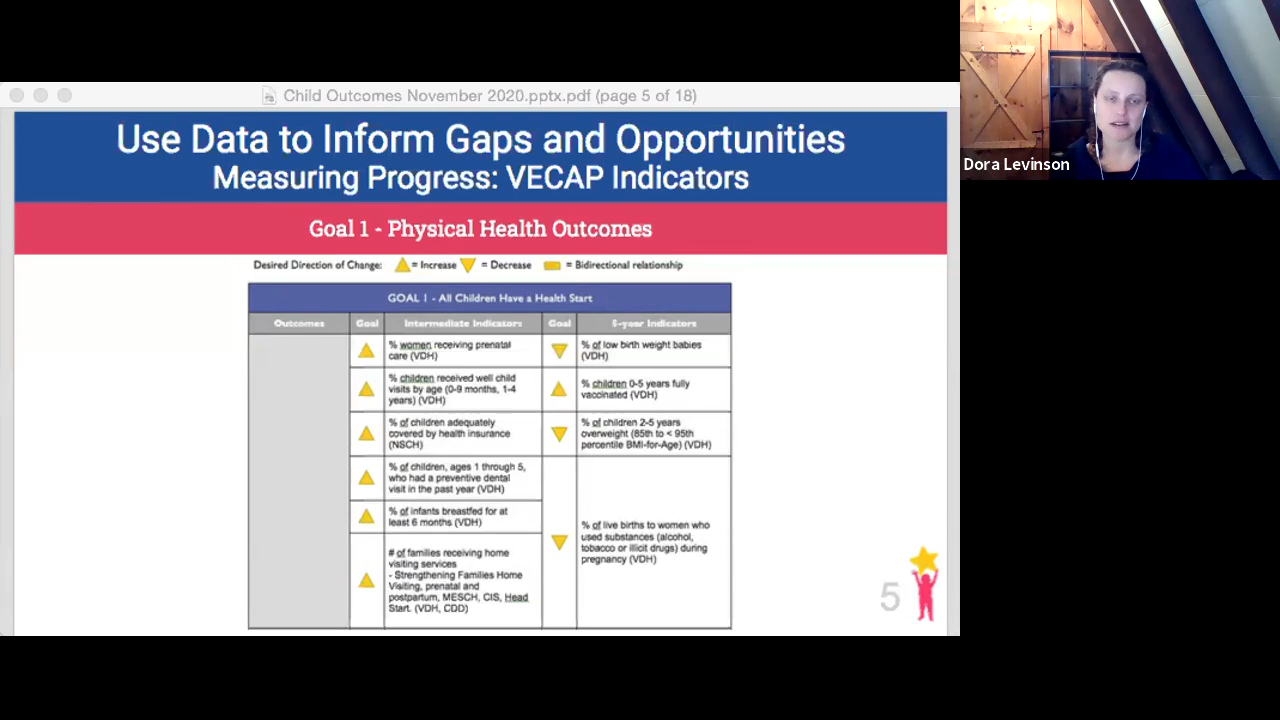 Child Outcomes November 2020.pptx.pdf (page 5 of 18)
Use Data to Inform Gaps and Opportunities
Measuring Progress: VECAP Indicators
Dora Levinson
Goal 1 - Physical Health Outcomes
Desired Direction of Change: = Increase = Decrease = Bidirectional relationship
GOAL 1 - All Children Have a Health Start
Outcomes Goal Intermediate Indicators Goal 5-year Indicators
% women receiving prenatal
care (VDH)
% of low birth weight babies
(VDH)
% children received well child
visits by age (0-9 months, 1-4
years) (VDH)
% children 0-5 years fully
vaccinated (VDH)
% of children adequately
covered by health insurance
(NSCH)
% of children 2-5 years
overweight (85th to < 95th
percentile BMI-for-Age) (VDH)
% of children, ages 1 through 5,
who had a preventive dental
visit in the past year (VDH)
% of infants breastfed for at
least 6 months (VDH)
# of families receiving home
visiting services
- Strengthening Families Home
Visiting, prenatal and
postpartum, MESCH, CIS, Head
Start. (VDH, CDD)
% of live births to women who
used substances (alcohol,
tobacco or illicit drugs) during
pregnancy (VDH)
5